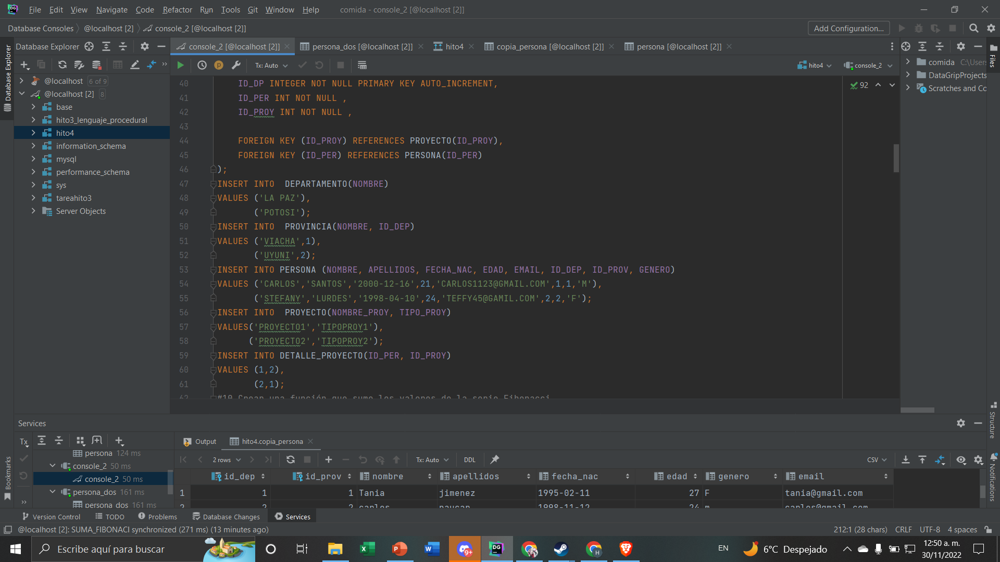 File Edit View Navigate Code Refactor Run Tools Git Window Help comida - console_2 [@localhost [2]]
Database Consoles @localhost [2] console_2 [@localhost [2]] Add Configuration...
Database Explorer console_2 [@localhost [2]] persona_dos [@localhost [2]] hito4 copia_persona [@localhost [2]] persona [@localhost [2]]
Database Explorer
Tx: Auto hito4 console_2
Files
comida C:\Users
DataGripProjects
Scratches and Co
@localhost 6 of 9
@localhost [2] 8
base
hito3_lenguaje_procedural
hito4
information_schema
mysql
performance_schema
sys
tareahito3
Server Objects
92
40 ID_DP INTEGER NOT NULL PRIMARY KEY AUTO_INCREMENT,
41 ID_PER INT NOT NULL ,
42 ID_PROY INT NOT NULL ,
43
44 FOREIGN KEY (ID_PROY) REFERENCES PROYECTO(ID_PROY),
45 FOREIGN KEY (ID_PER) REFERENCES PERSONA(ID_PER)
46 );
47 INSERT INTO  DEPARTAMENTO(NOMBRE)
48 VALUES ('LA PAZ'),
49 ('POTOSI');
50 INSERT INTO  PROVINCIA(NOMBRE, ID_DEP)
51 VALUES ('VIACHA',1),
52 ('UYUNI',2);
53 INSERT INTO PERSONA (NOMBRE, APELLIDOS, FECHA_NAC, EDAD, EMAIL, ID_DEP, ID_PROV, GENERO)
54 VALUES ('CARLOS','SANTOS','2000-12-16',21,'CARLOS1123@GMAIL.COM',1,1,'M'),
55 ('STEFANY','LURDES','1998-04-10',24,'TEFFY45@GAMIL.COM',2,2,'F');
56 INSERT INTO  PROYECTO(NOMBRE_PROY, TIPO_PROY)
57 VALUES('PROYECTO1','TIPOPROY1'),
58 ('PROYECTO2','TIPOPROY2');
59 INSERT INTO DETALLE_PROYECTO(ID_PER, ID_PROY)
60 VALUES (1,2),
61 (2,1);
62 #10 Crear una función que sume los valores de la serie Fibonacci
Services
Structure
Notifications
Bookmarks
Tx
persona 124 ms
console_2 50 ms
console_2 50 ms
persona_dos 161 ms
persona_dos 161 ms
Output hito4.copia_persona
2 rows Tx: Auto DDL CSV
id_dep id_prov nombre apellidos fecha_nac edad genero email
1 1 1 Tania jimenez 1995-02-11 27 F tania@gmail.com
2 2 2 carlos paucar 1998-11-12 24 m carlos@gmail.com
Version Control TODO Problems Database Changes Services
@localhost [2]: SUMA_FIBONACI synchronized (271 ms) (13 minutes ago) 212:1 (28 chars) CRLF UTF-8 4 spaces
Escribe aquí para buscar 9+ EN 6°C Despejado 12:50 a. m.
30/11/2022